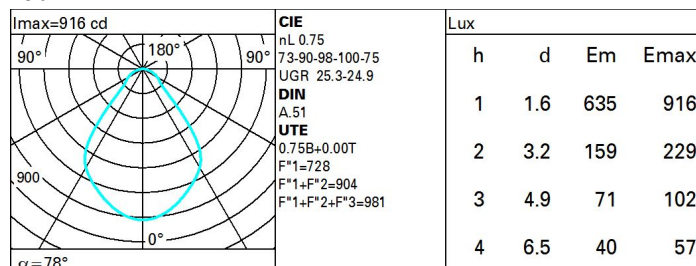 Imax=916 cd
90°
180°
90°
900
0°
α=78°
CIE
nL 0.75
73-90-98-100-75
UGR 25.3-24.9
DIN
A.51
UTE
0.75B+0.00T
F"1=728
F"1+F"2=904
F"1+F"2+F"3=981
Lux
h d Em Emax
1 1.6 635 916
2 3.2 159 229
3 4.9 71 102
4 6.5 40 57